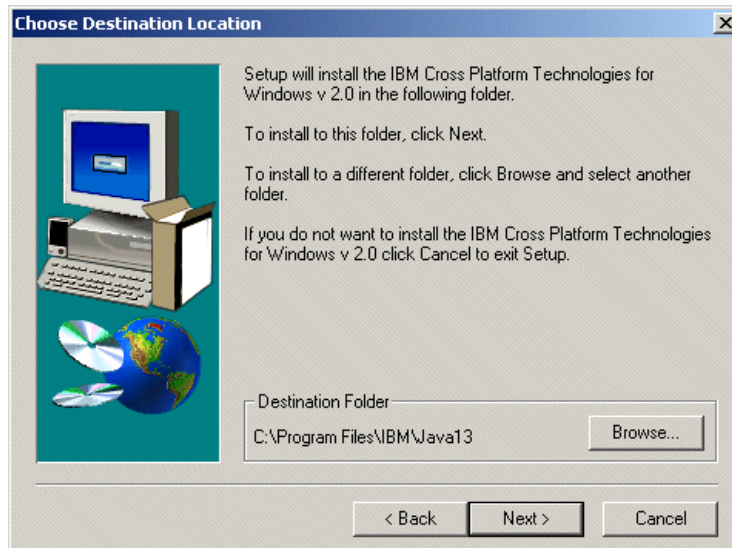 Choose Destination Location
Setup will install the IBM Cross Platform Technologies for
Windows v 2.0 in the following folder.
To install to this folder, click Next.
To install to a different folder, click Browse and select another
folder.
If you do not want to install the IBM Cross Platform Technologies
for Windows v 2.0 click Cancel to exit Setup.
Destination Folder
C:\Program Files\IBM\Java13
Browse...
< Back
Next >
Cancel